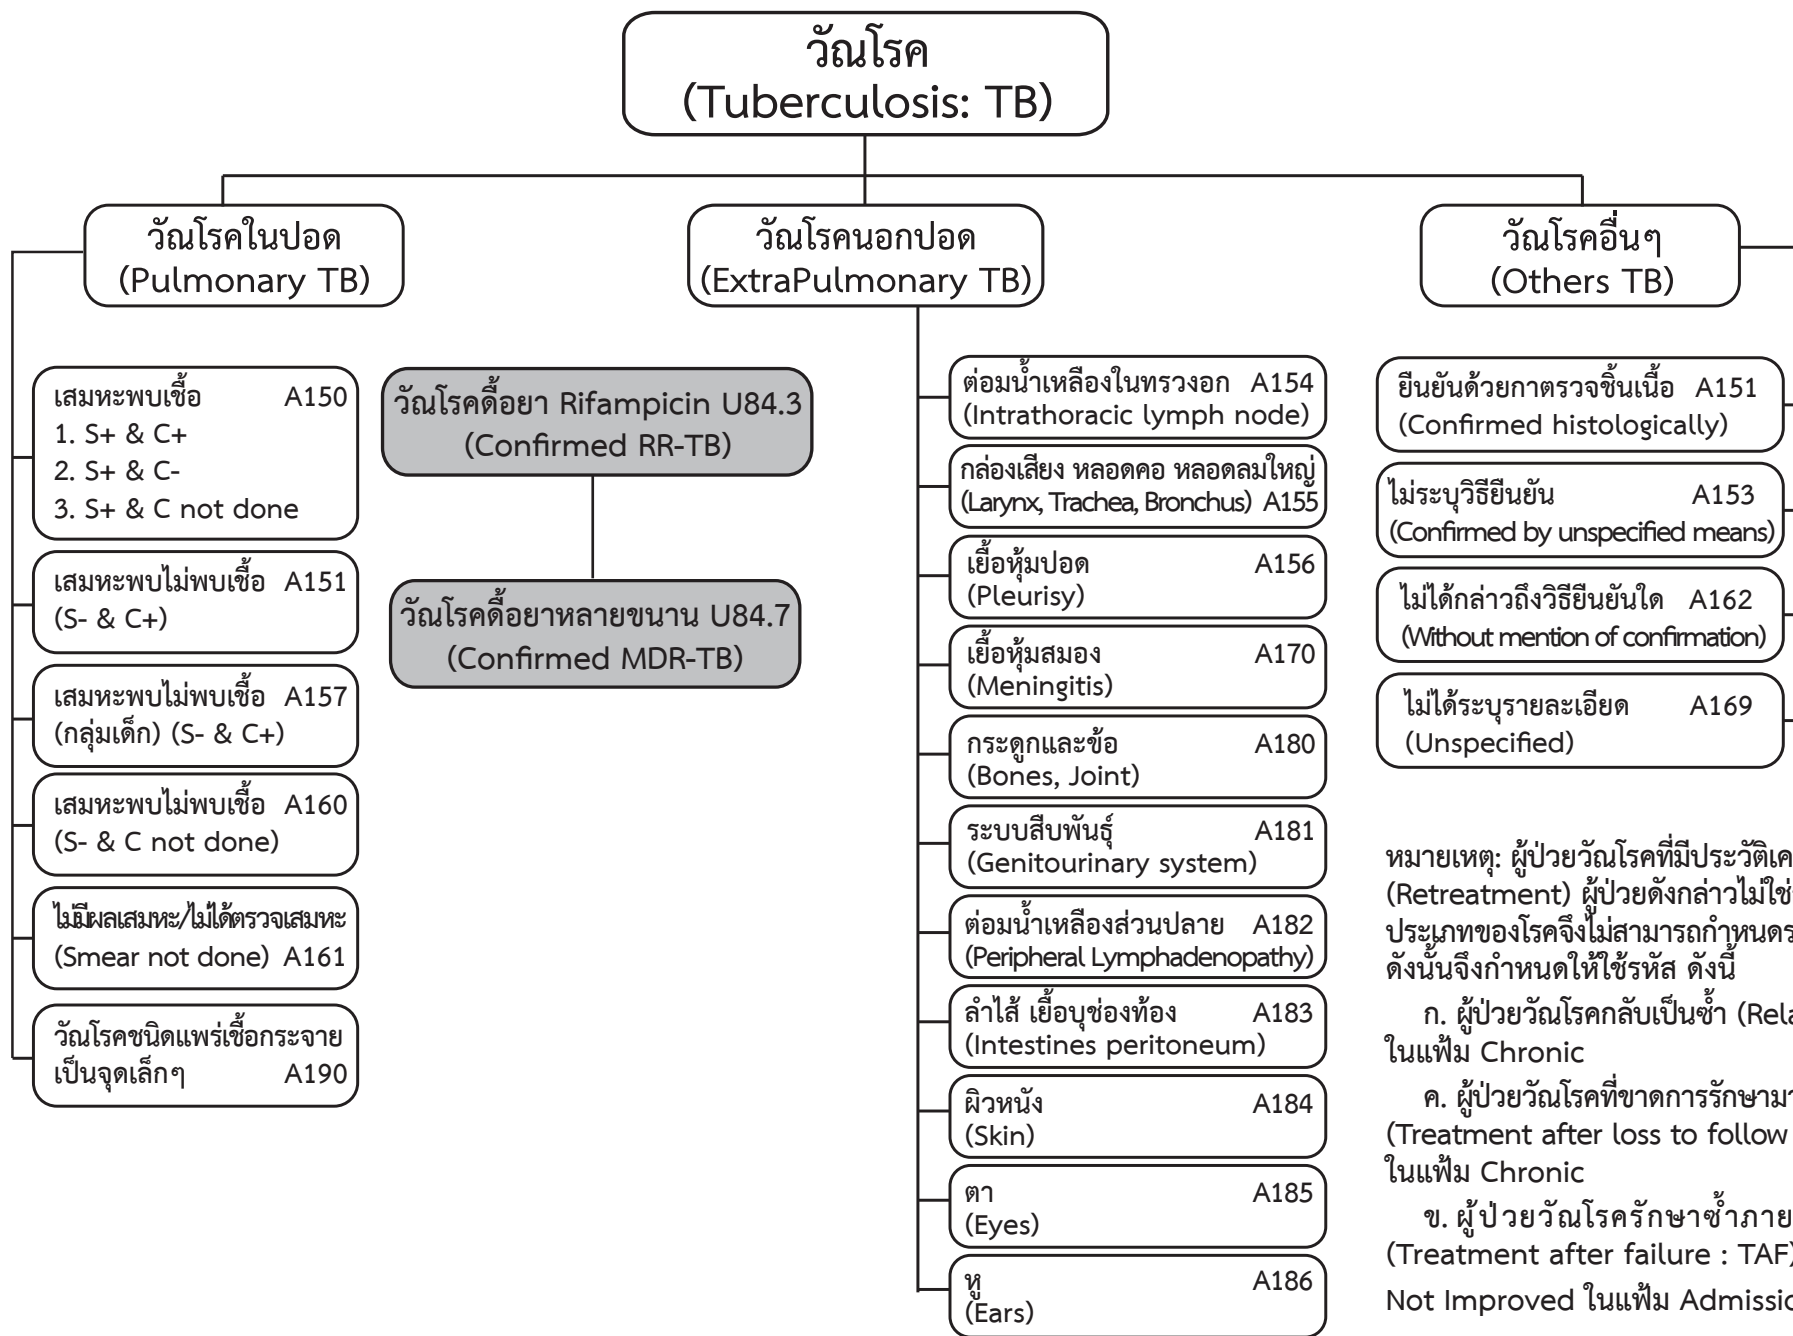 วัณโรค
(Tuberculosis: TB)
วัณโรคในปอด
(Pulmonary TB)
เสมหะพบเชื้อ A150
1. S+ & C+
2. S+ & C-
3. S+ & C not done
เสมหะพบไม่พบเชื้อ A151
(S- & C+)
เสมหะพบไม่พบเชื้อ A157
(กลุ่มเด็ก) (S- & C+)
เสมหะพบไม่พบเชื้อ A160
(S- & C not done)
ไม่มีผลเสมหะ/ไม่ได้ตรวจเสมหะ
(Smear not done) A161
วัณโรคชนิดแพร่เชื้อกระจาย
เป็นจุดเล็กๆ A190
วัณโรคดื้อยา Rifampicin U84.3
(Confirmed RR-TB)
วัณโรคดื้อยาหลายขนาน U84.7
(Confirmed MDR-TB)
วัณโรคนอกปอด
(ExtraPulmonary TB)
ต่อมน้ำเหลืองในทรวงอก A154
(Intrathoracic lymph node)
กล่องเสียง หลอดคอ หลอดลมใหญ่
(Larynx, Trachea, Bronchus) A155
เยื้อหุ้มปอด A156
(Pleurisy)
เยื้อหุ้มสมอง A170
(Meningitis)
กระดูกและข้อ A180
(Bones, Joint)
ระบบสืบพันธุ์ A181
(Genitourinary system)
ต่อมน้ำเหลืองส่วนปลาย A182
(Peripheral Lymphadenopathy)
ลำไส้ เยื้อบุช่องท้อง A183
(Intestines peritoneum)
ผิวหนัง A184
(Skin)
ตา A185
(Eyes)
หู A186
(Ears)
วัณโรคอื่นๆ
(Others TB)
ยืนยันด้วยกาตรวจชิ้นเนื้อ A151
(Confirmed histologically)
ไม่ระบุวิธียืนยัน A153
(Confirmed by unspecified means)
ไม่ได้กล่าวถึงวิธียืนยันใด A162
(Without mention of confirmation)
ไม่ได้ระบุรายละเอียด A169
(Unspecified)
หมายเหตุ: ผู้ป่วยวัณโรคที่มีประวัติเค
(Retreatment) ผู้ป่วยดังกล่าวไม่ใช่
ประเภทของโรคจึงไม่สามารถกำหนดร
ดังนั้นจึงกำหนดให้ใช้รหัส ดังนี้
ก. ผู้ป่วยวัณโรคกลับเป็นซ้ำ (Rela
ในแฟ้ม Chronic
ค. ผู้ป่วยวัณโรคที่ขาดการรักษามา
(Treatment after loss to follow
ในแฟ้ม Chronic
ข. ผู้ป่วยวัณโรครักษาซ้ำภาย
(Treatment after failure : TAF)
Not Improved ในแฟ้ม Admissio